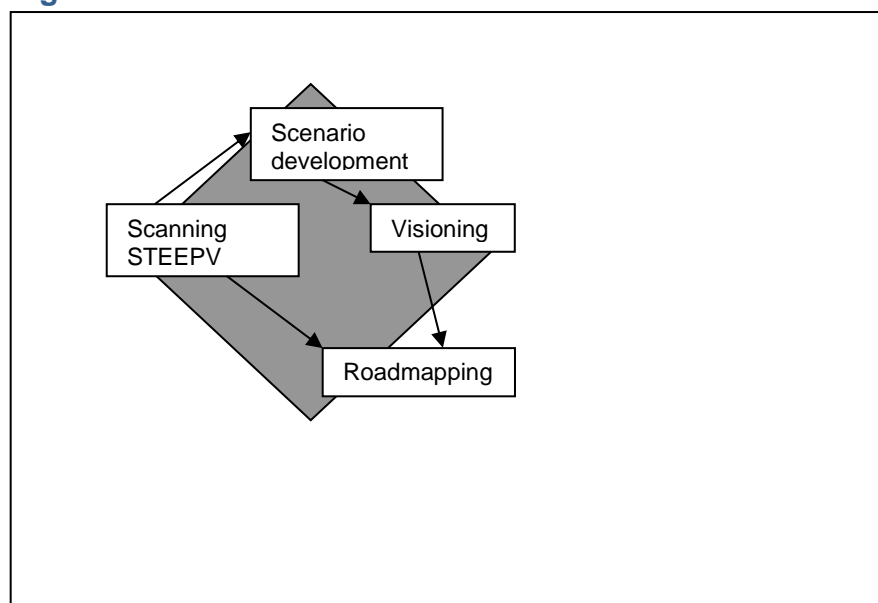 Scenario
development
Scanning
STEEPV
Visioning
Roadmapping